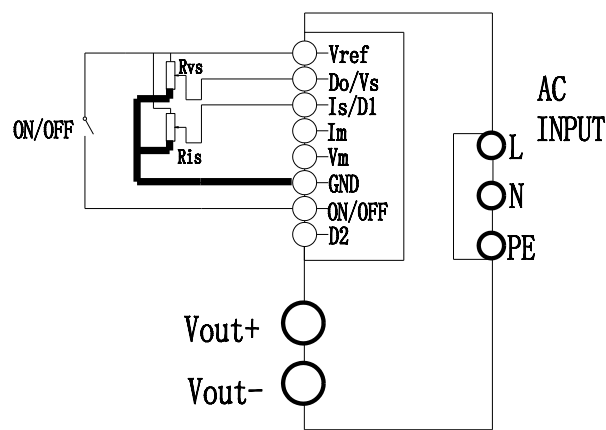 Vref
Rvs
Do/Vs
Is/D1
ON/OFF
Im
Ris
Vm
GND
ON/OFF
D2
AC
INPUT
L
N
PE
Vout+
Vout-